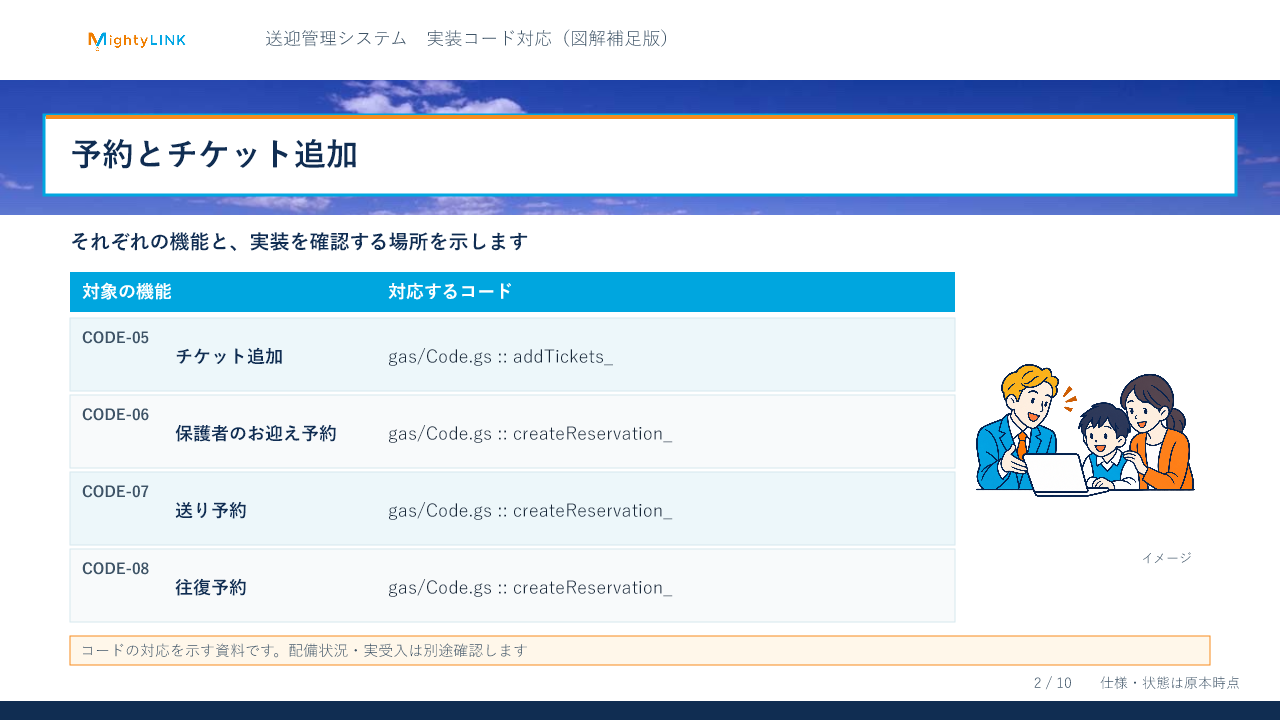 MightyLINK
送迎管理システム　実装コード対応（図解補足版）
予約とチケット追加
それぞれの機能と、実装を確認する場所を示します
対象の機能　対応するコード
CODE-05
チケット追加　gas/Code.gs :: addTickets_
CODE-06
保護者のお迎え予約　gas/Code.gs :: createReservation_
CODE-07
送り予約　gas/Code.gs :: createReservation_
CODE-08
往復予約　gas/Code.gs :: createReservation_
イメージ
コードの対応を示す資料です。配備状況・実受入は別途確認します
2 / 10　仕様・状態は原本時点